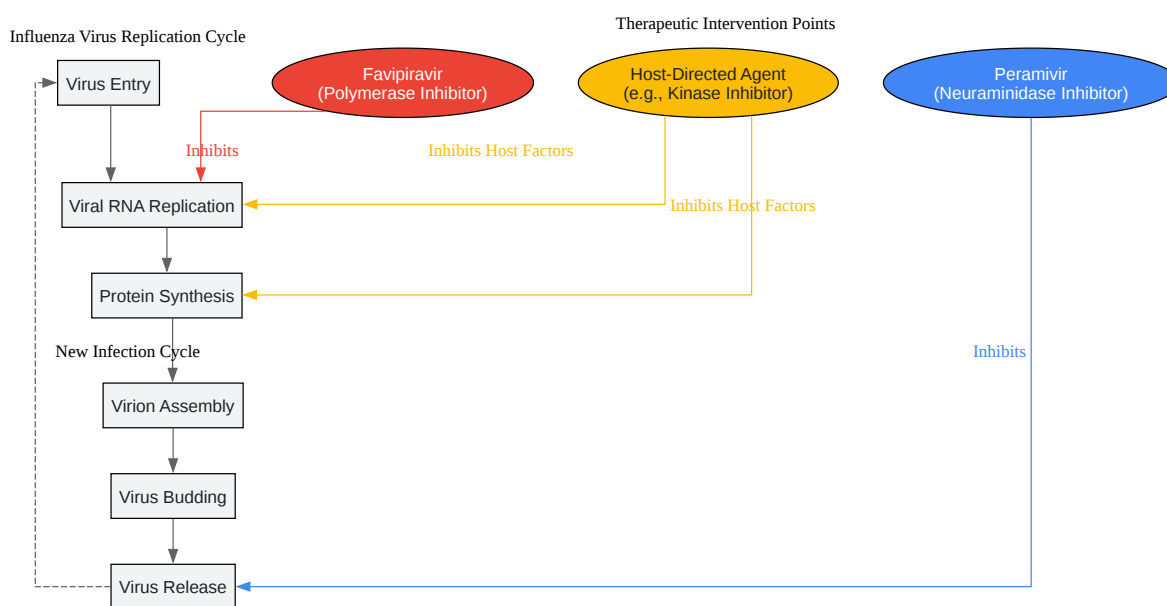 Therapeutic Intervention Points
Influenza Virus Replication Cycle
Virus Entry
Favipiravir
(Polymerase Inhibitor)
Host-Directed Agent
(e.g., Kinase Inhibitor)
Peramivir
(Neuraminidase Inhibitor)
Inhibits
Inhibits Host Factors
Viral RNA Replication
Inhibits Host Factors
Protein Synthesis
New Infection Cycle
Inhibits
Virion Assembly
Virus Budding
Virus Release